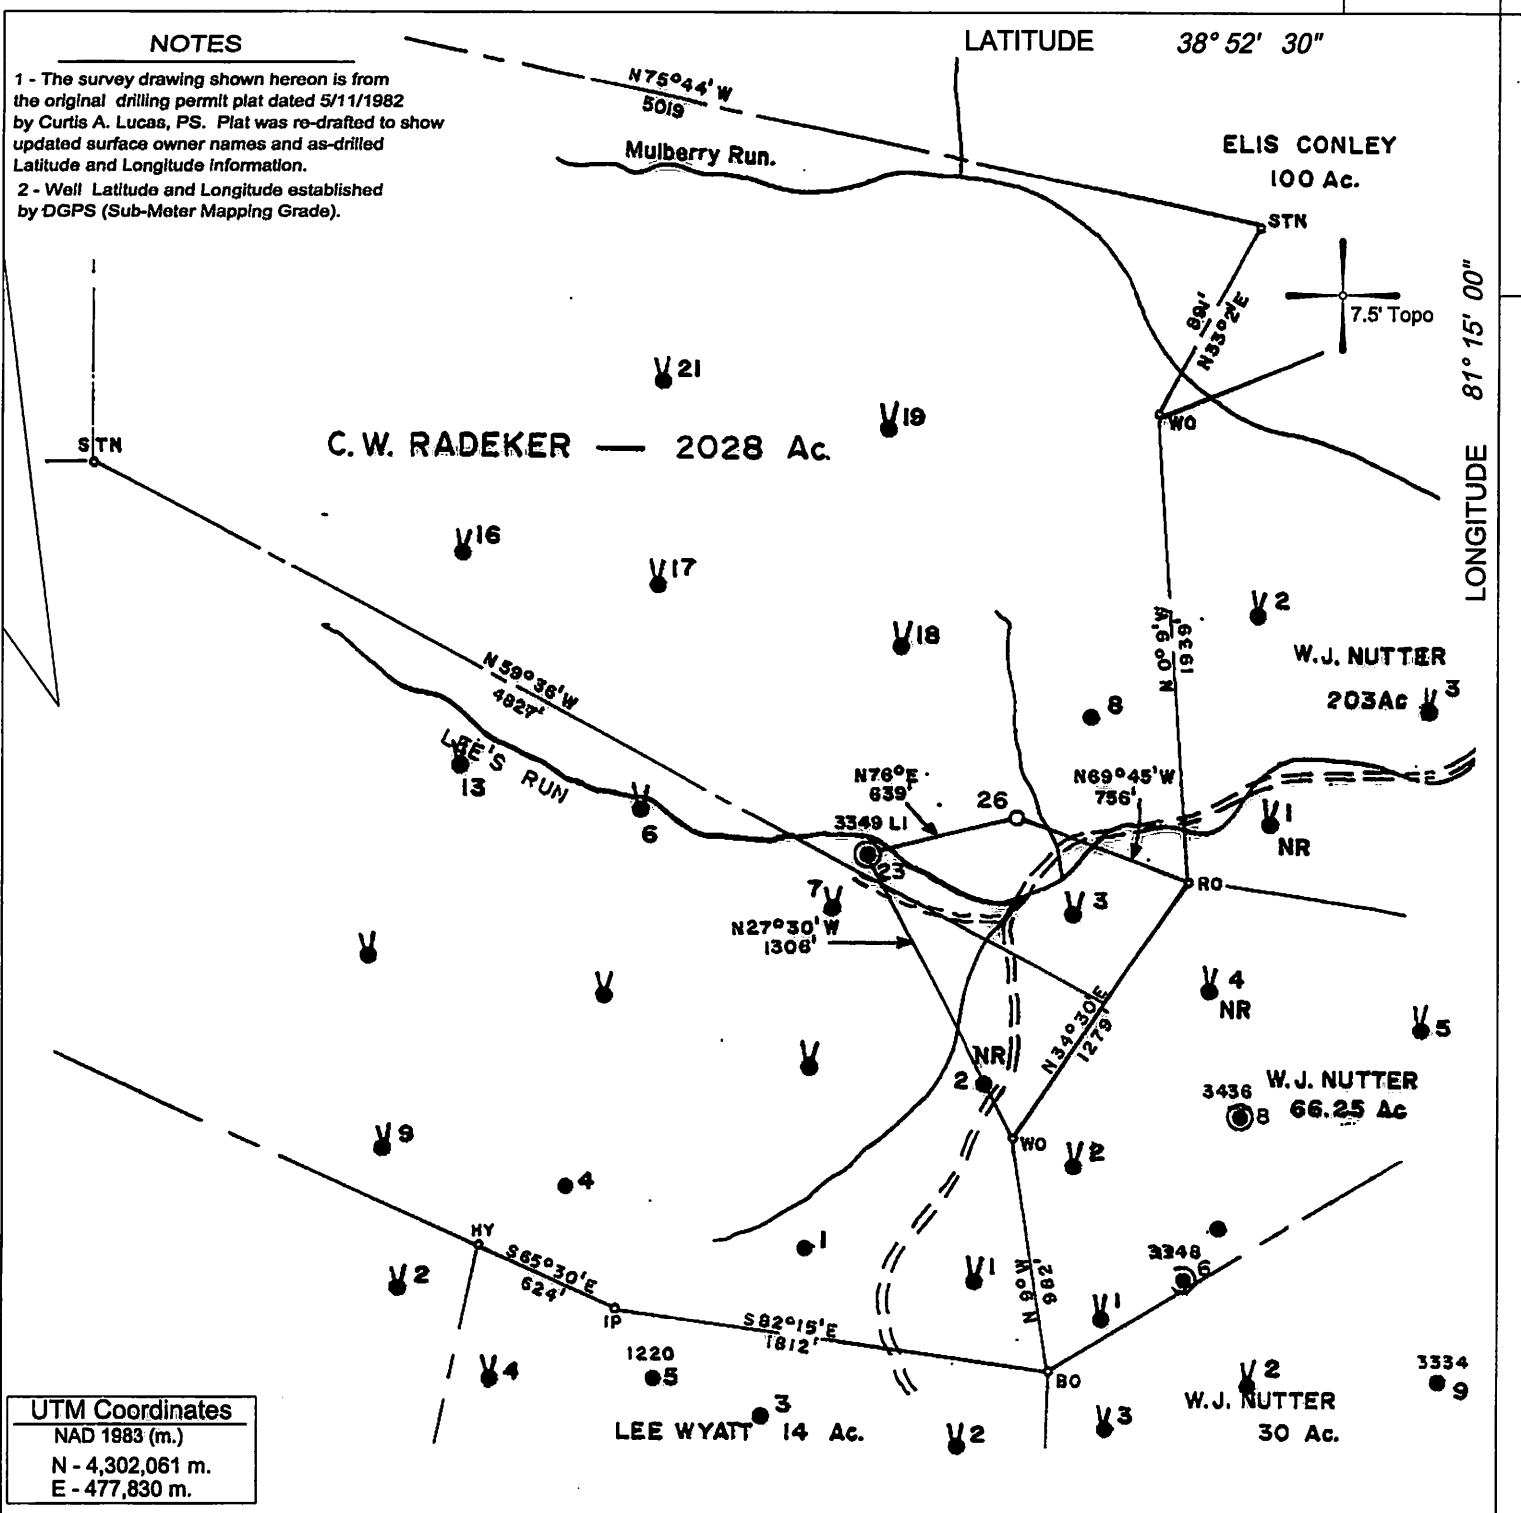 NOTES
1 - The survey drawing shown hereon is from
the original drilling permit plat dated 5/11/1982
by Curtis A. Lucas, PS. Plat was re-drafted to show
updated surface owner names and as-drilled
Latitude and Longitude information.
2 - Well Latitude and Longitude established
by DGPS (Sub-Meter Mapping Grade).
LATITUDE 38° 52' 30"
N75°44'W
5019
Mulberry Run.
ELIS CONLEY
100 Ac.
STN
891'
N33°2'E
7.5' Topo
LONGITUDE 81° 15' 00"
WO
21
19
STN
C.W. RADEKER — 2028 Ac.
16
17
18
N 59°36'W
4827'
N 0°9'W
1939'
2
W.J. NUTTER
203Ac
3
8
LEE'S RUN
13
6
N76°E
639'
26
N69°45'W
756'
3349 LI
23
1
NR
7
3
RO
N27°30'W
1306'
4
NR
5
N34°30'E
1279'
NR
2
W.J. NUTTER
66.25 Ac
3436
8
WO
2
9
4
HY
S65°30'E
624'
1
2
IP
S82°15'E
1812'
1
N 9°W
982'
6
1
1220
5
4
BO
2
3334
9
W.J. NUTTER
30 Ac.
3
LEE WYATT 14 Ac.
2
3
UTM Coordinates
NAD 1983 (m.)
N - 4,302,061 m.
E - 477,830 m.